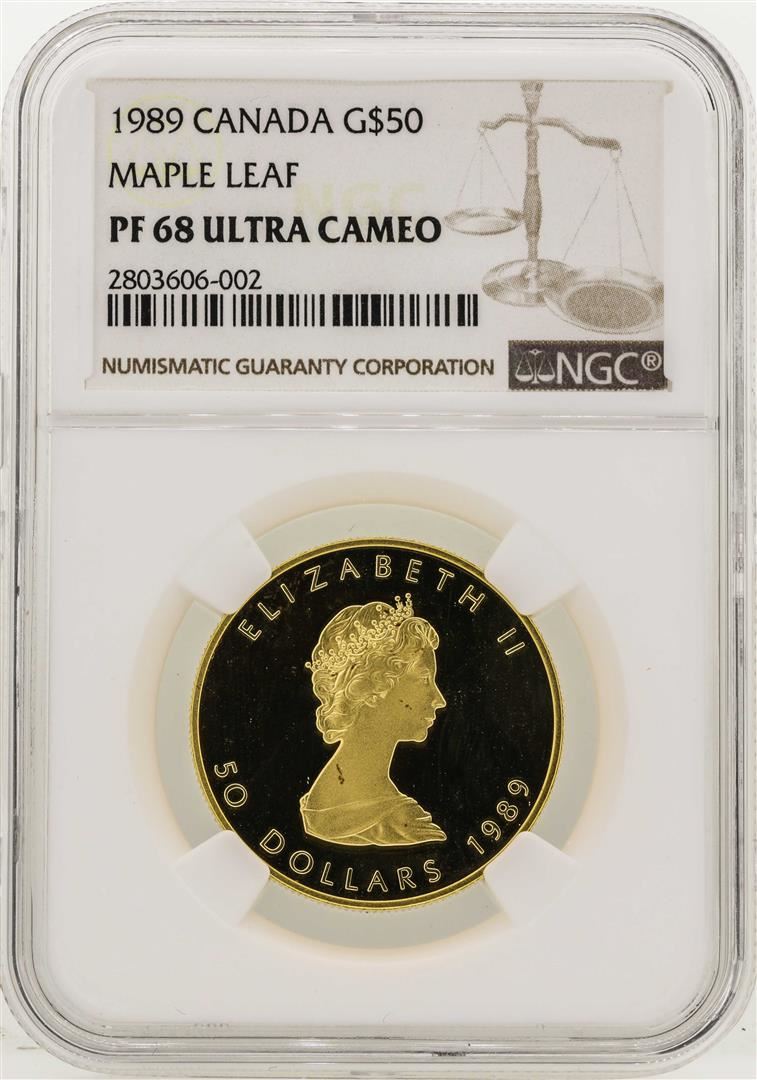 1989 CANADA G$50
MAPLE LEAF
NGC
PF 68 ULTRA CAMEO
2803606-002
NUMISMATIC GUARANTY CORPORATION
NGC®
ELIZABETH II
50 DOLLARS 1989